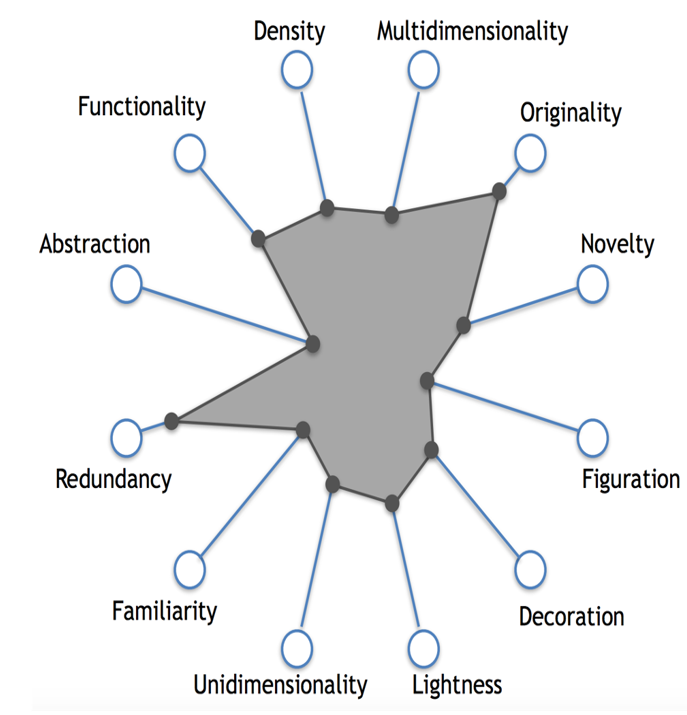 Density
Multidimensionality
Functionality
Originality
Abstraction
Novelty
Redundancy
Figuration
Familiarity
Decoration
Unidimensionality
Lightness